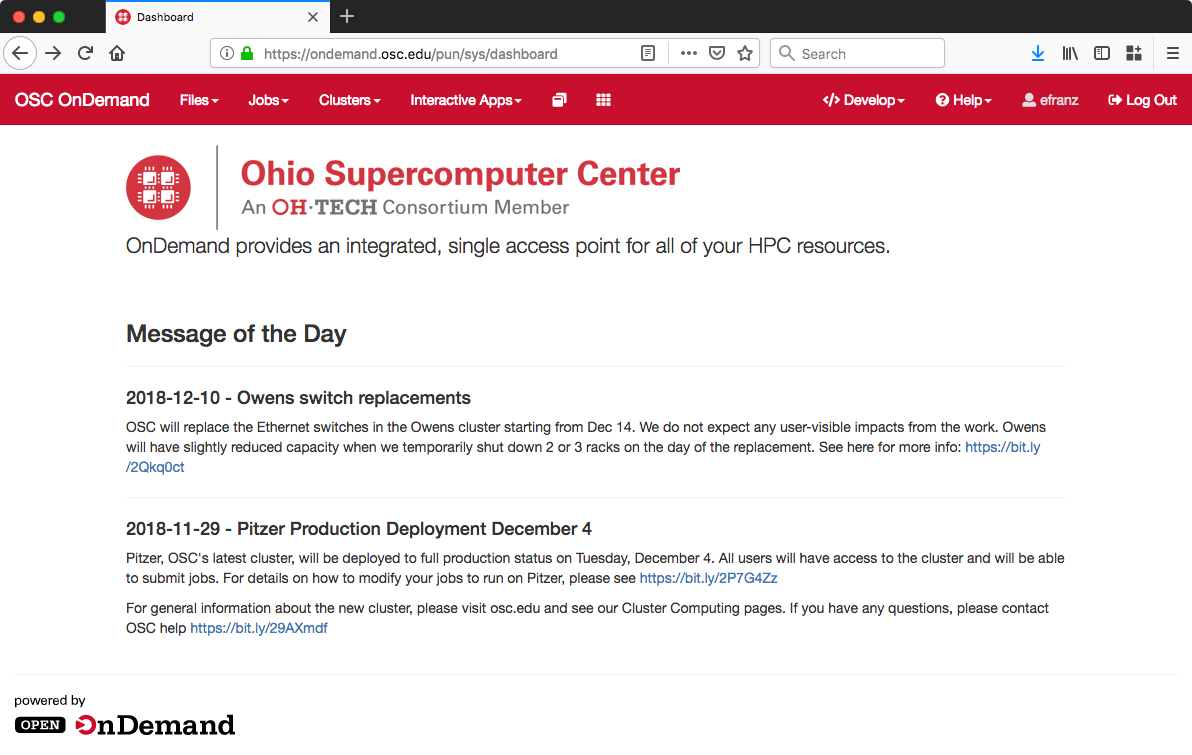 Dashboard
https://ondemand.osc.edu/pun/sys/dashboard
Search
OSC OnDemand Files Jobs Clusters Interactive Apps </> Develop Help efranz Log Out
Ohio Supercomputer Center
An OH·TECH Consortium Member
OnDemand provides an integrated, single access point for all of your HPC resources.
Message of the Day
2018-12-10 - Owens switch replacements
OSC will replace the Ethernet switches in the Owens cluster starting from Dec 14. We do not expect any user-visible impacts from the work. Owens
will have slightly reduced capacity when we temporarily shut down 2 or 3 racks on the day of the replacement. See here for more info: https://bit.ly
/2Qkq0ct
2018-11-29 - Pitzer Production Deployment December 4
Pitzer, OSC's latest cluster, will be deployed to full production status on Tuesday, December 4. All users will have access to the cluster and will be able
to submit jobs. For details on how to modify your jobs to run on Pitzer, please see https://bit.ly/2P7G4Zz
For general information about the new cluster, please visit osc.edu and see our Cluster Computing pages. If you have any questions, please contact
OSC help https://bit.ly/29AXmdf
powered by
OPEN OnDemand